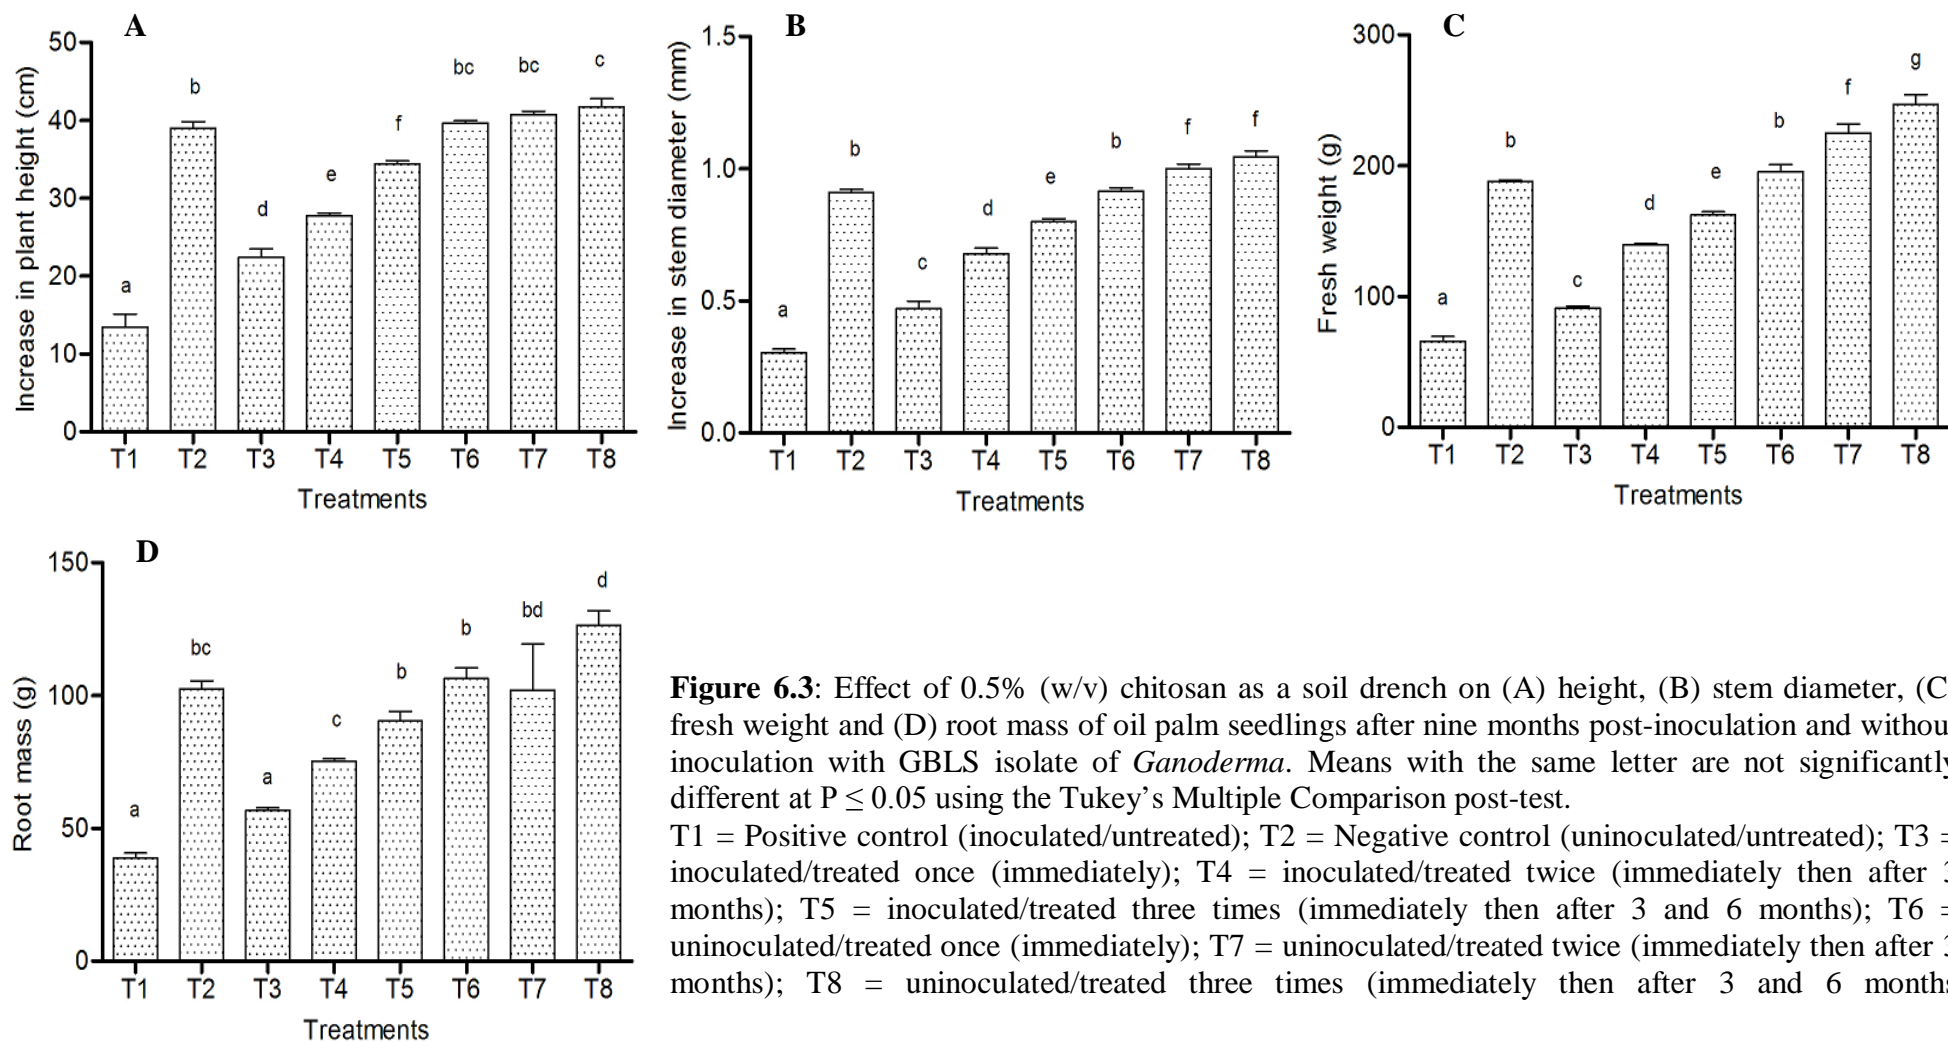 A
50
40
30
20
10
0
Increase in plant height (cm)
a
b
d
e
f
bc
bc
c
T1 T2 T3 T4 T5 T6 T7 T8
Treatments
B
1.5
1.0
0.5
0.0
Increase in stem diameter (mm)
a
b
c
d
e
b
f
f
T1 T2 T3 T4 T5 T6 T7 T8
Treatments
C
300
200
100
0
Fresh weight (g)
a
b
c
d
e
b
f
g
T1 T2 T3 T4 T5 T6 T7 T8
Treatments
D
150
100
50
0
Root mass (g)
a
bc
a
c
b
b
bd
d
T1 T2 T3 T4 T5 T6 T7 T8
Treatments
Figure 6.3: Effect of 0.5% (w/v) chitosan as a soil drench on (A) height, (B) stem diameter, (C
fresh weight and (D) root mass of oil palm seedlings after nine months post-inoculation and withou
inoculation with GBLS isolate of Ganoderma. Means with the same letter are not significantly
different at P ≤ 0.05 using the Tukey’s Multiple Comparison post-test.
T1 = Positive control (inoculated/untreated); T2 = Negative control (uninoculated/untreated); T3 =
inoculated/treated once (immediately); T4 = inoculated/treated twice (immediately then after 3
months); T5 = inoculated/treated three times (immediately then after 3 and 6 months); T6 =
uninoculated/treated once (immediately); T7 = uninoculated/treated twice (immediately then after 3
months); T8 = uninoculated/treated three times (immediately then after 3 and 6 months